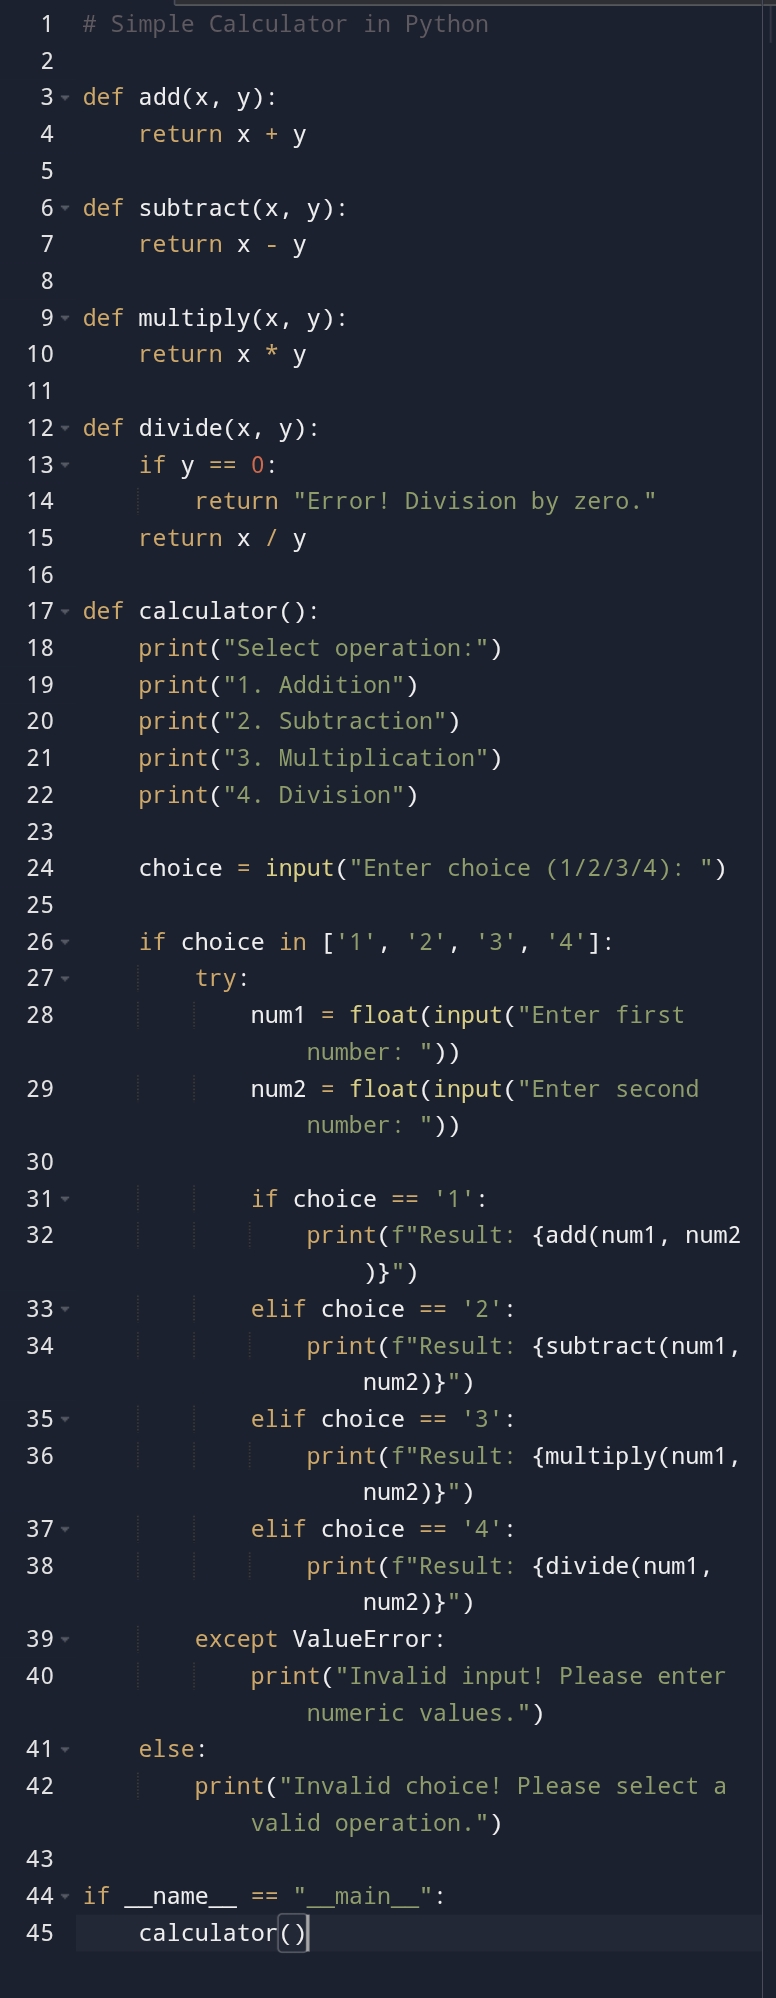 1 # Simple Calculator in Python
2
3 def add(x, y):
4     return x + y
5
6 def subtract(x, y):
7     return x - y
8
9 def multiply(x, y):
10     return x * y
11
12 def divide(x, y):
13     if y == 0:
14         return "Error! Division by zero."
15     return x / y
16
17 def calculator():
18     print("Select operation:")
19     print("1. Addition")
20     print("2. Subtraction")
21     print("3. Multiplication")
22     print("4. Division")
23
24     choice = input("Enter choice (1/2/3/4): ")
25
26     if choice in ['1', '2', '3', '4']:
27         try:
28             num1 = float(input("Enter first
                number: "))
29             num2 = float(input("Enter second
                number: "))
30
31             if choice == '1':
32                 print(f"Result: {add(num1, num2
                    )}")
33             elif choice == '2':
34                 print(f"Result: {subtract(num1,
                    num2)}")
35             elif choice == '3':
36                 print(f"Result: {multiply(num1,
                    num2)}")
37             elif choice == '4':
38                 print(f"Result: {divide(num1,
                    num2)}")
39         except ValueError:
40             print("Invalid input! Please enter
                numeric values.")
41     else:
42         print("Invalid choice! Please select a
            valid operation.")
43
44 if __name__ == "__main__":
45     calculator()